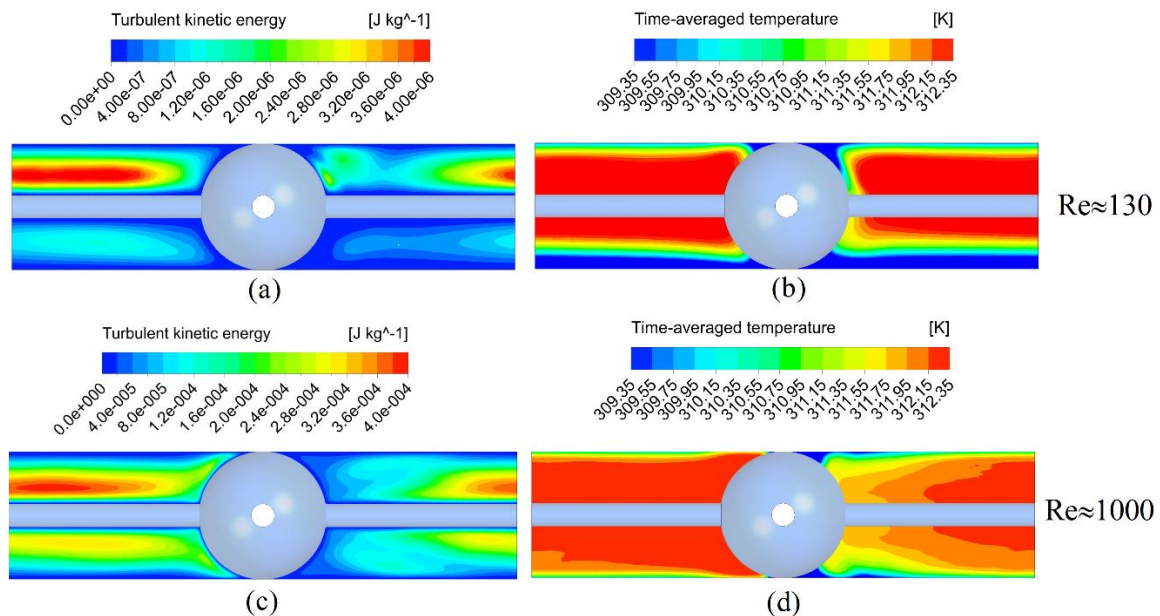 Turbulent kinetic energy [J kg^-1]
0.00e+00 4.00e-07 8.00e-07 1.20e-06 1.60e-06 2.00e-06 2.40e-06 2.80e-06 3.20e-06 3.60e-06 4.00e-06
Time-averaged temperature [K]
309.35 309.55 309.75 309.95 310.15 310.35 310.55 310.75 310.95 311.15 311.35 311.55 311.75 311.95 312.15 312.35
Re≈130
(a)
(b)
Turbulent kinetic energy [J kg^-1]
0.0e+000 4.0e-005 8.0e-005 1.2e-004 1.6e-004 2.0e-004 2.4e-004 2.8e-004 3.2e-004 3.6e-004 4.0e-004
Time-averaged temperature [K]
309.35 309.55 309.75 309.95 310.15 310.35 310.55 310.75 310.95 311.15 311.35 311.55 311.75 311.95 312.15 312.35
Re≈1000
(c)
(d)